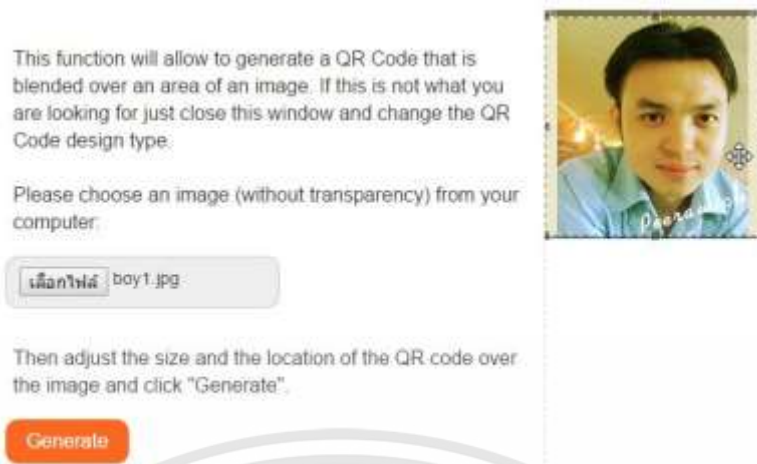 This function will allow to generate a QR Code that is
blended over an area of an image. If this is not what you
are looking for just close this window and change the QR
Code design type.
Please choose an image (without transparency) from your
computer:
เลือกไฟล์ boy1.jpg
Then adjust the size and the location of the QR code over
the image and click "Generate".
Generate